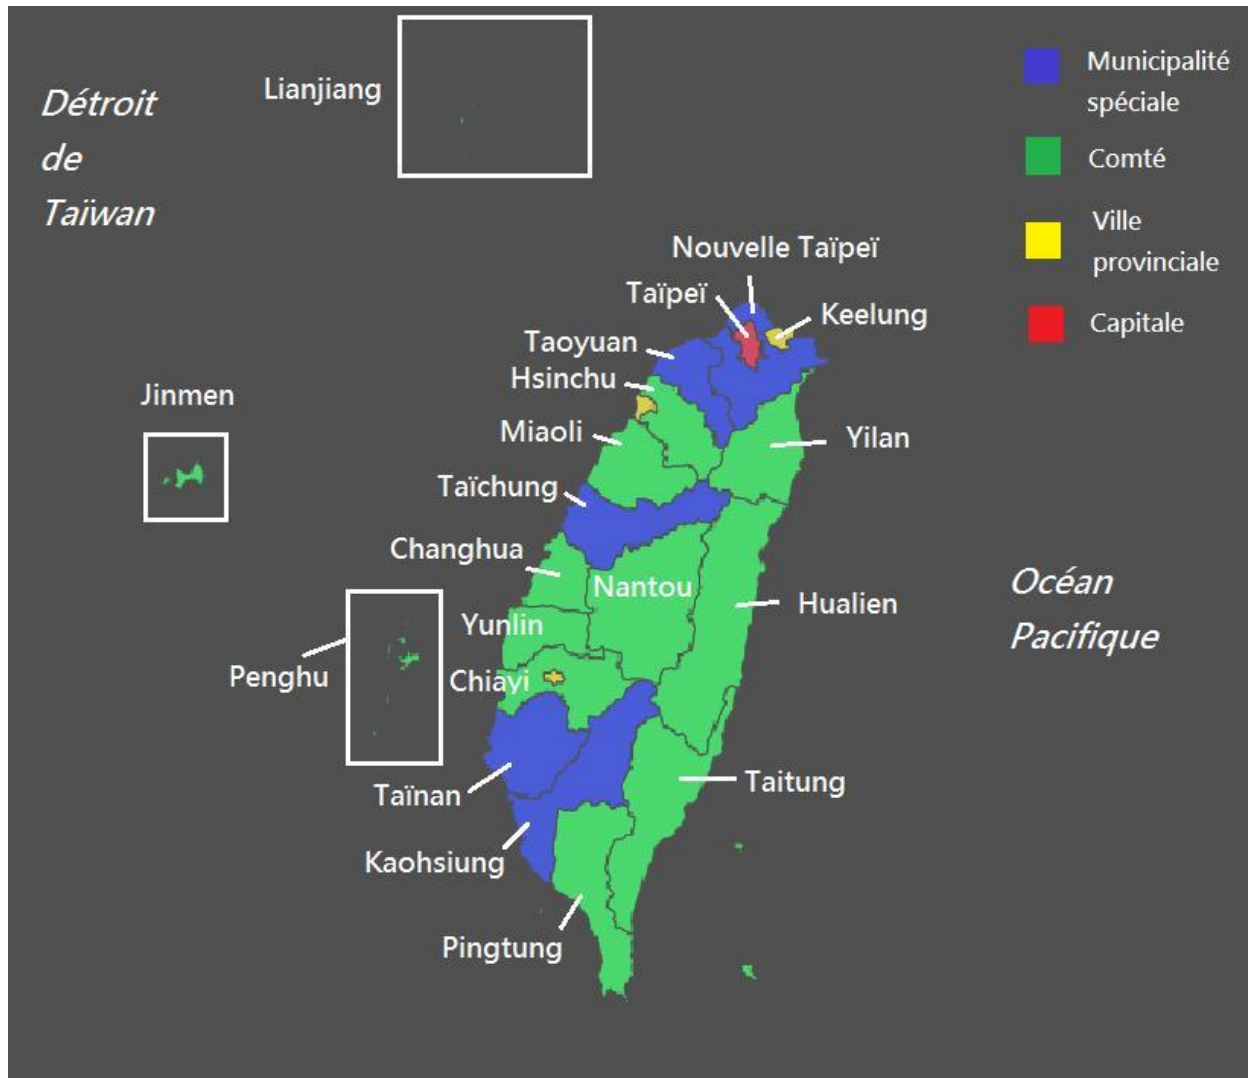 Lianjiang
Détroit
de
Taïwan
Municipalité
spéciale
Comté
Ville
provinciale
Capitale
Nouvelle Taïpeï
Taïpeï
Keelung
Taoyuan
Hsinchu
Jinmen
Miaoli
Yilan
Taïchung
Changhua
Nantou
Hualien
Océan
Pacifique
Yunlin
Penghu
Chiayi
Taïnan
Taitung
Kaohsiung
Pingtung